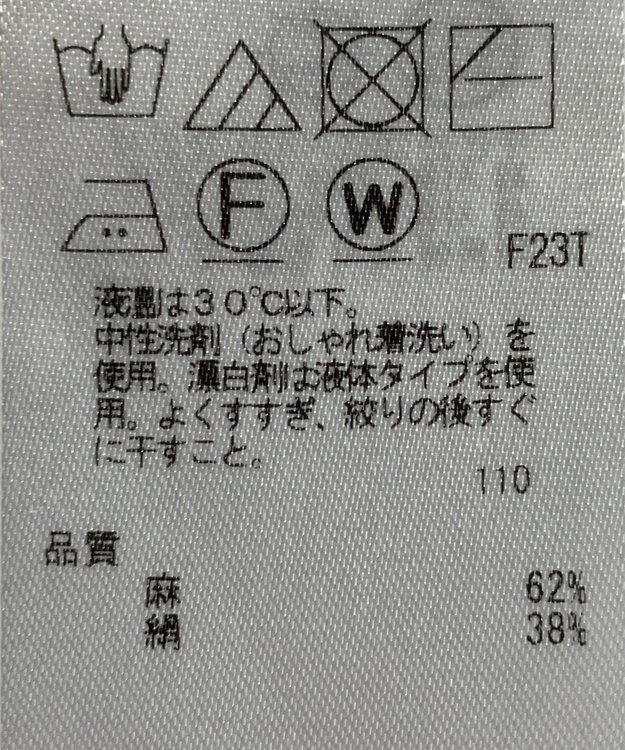 F W
F23T
液温は30℃以下。
中性洗剤（おしゃれ着洗い）を
使用。漂白剤は液体タイプを使
用。よくすすぎ、絞りの後すぐ
に干すこと。
110
品質
麻 62%
絹 38%